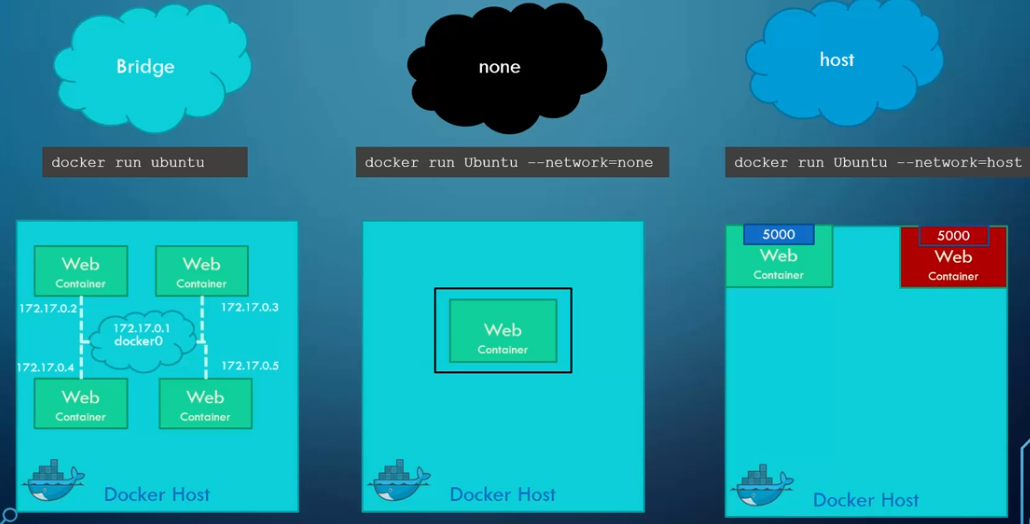 Bridge
none
host
docker run ubuntu
docker run Ubuntu --network=none
docker run Ubuntu --network=host
Web
Container
Web
Container
172.17.0.2
172.17.0.3
172.17.0.1
docker0
172.17.0.4
172.17.0.5
Web
Container
Web
Container
Docker Host
Web
Container
Docker Host
5000
Web
Container
5000
Web
Container
Docker Host